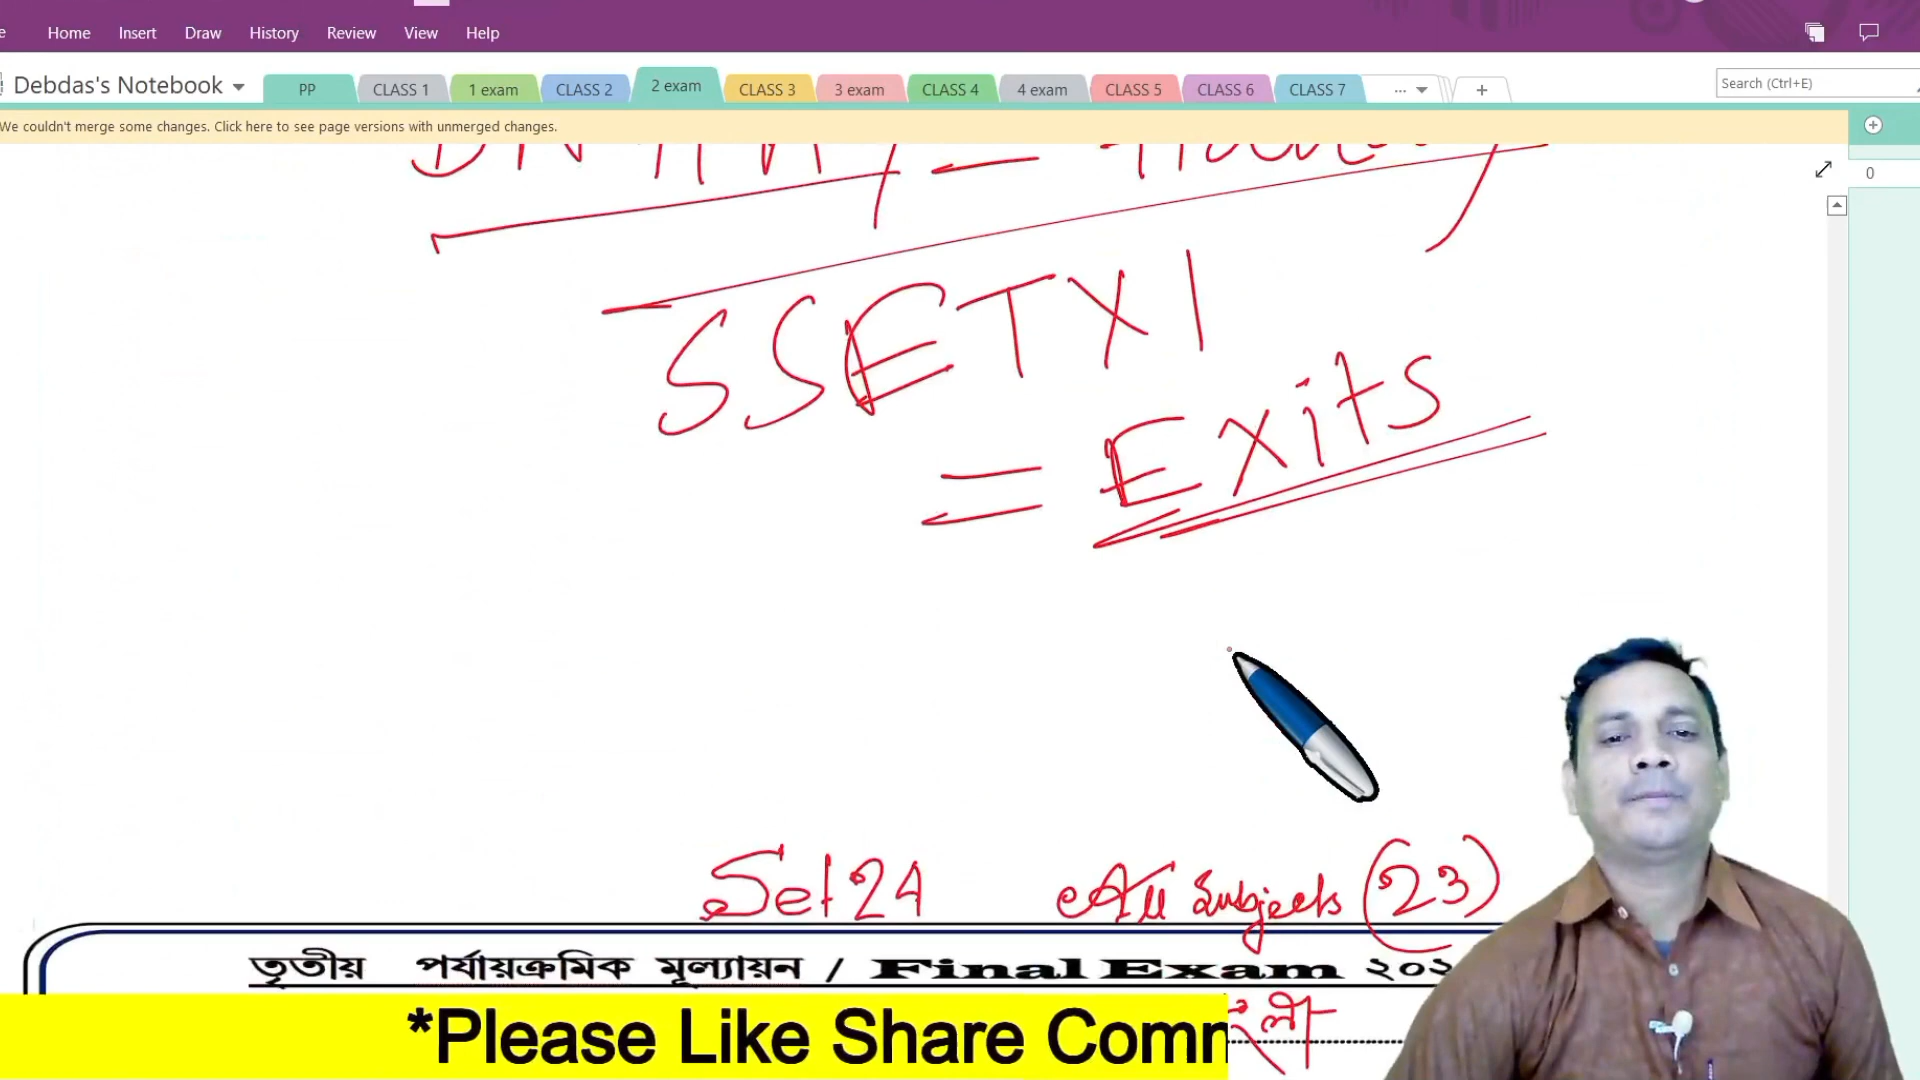 Home Insert Draw History Review View Help
Debdas's Notebook PP CLASS 1 1 exam CLASS 2 2 exam CLASS 3 3 exam CLASS 4 4 exam CLASS 5 CLASS 6 CLASS 7 ... + Search (Ctrl+E)
We couldn't merge some changes. Click here to see page versions with unmerged changes.
0
SSETXI
= Exits
Set 24 All Subjects (23)
তৃতীয় পর্যায়ক্রমিক মূল্যায়ন / Final Exam
*Please Like Share